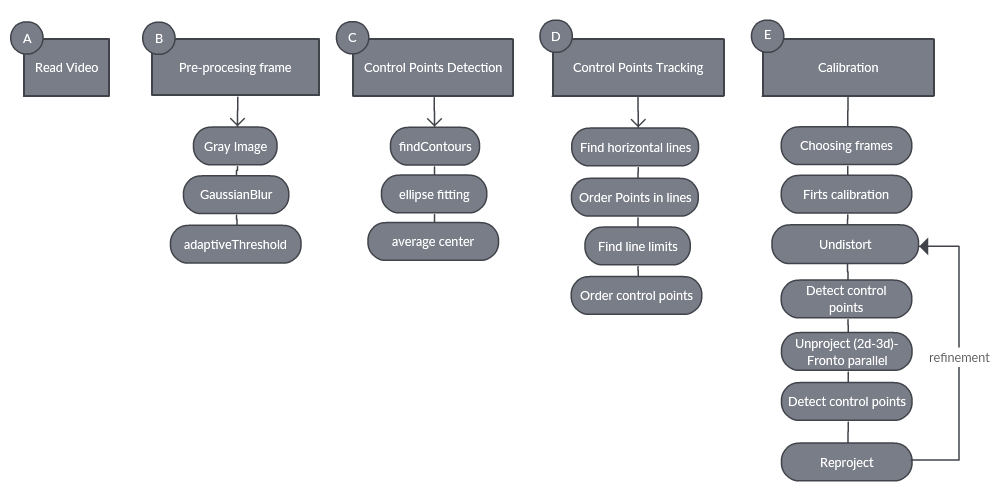 A
Read Video
B
Pre-procesing frame
Gray Image
GaussianBlur
adaptiveThreshold
C
Control Points Detection
findContours
ellipse fitting
average center
D
Control Points Tracking
Find horizontal lines
Order Points in lines
Find line limits
Order control points
E
Calibration
Choosing frames
Firts calibration
Undistort
Detect control
points
Unproject (2d-3d)-
Fronto parallel
Detect control points
Reproject
refinement